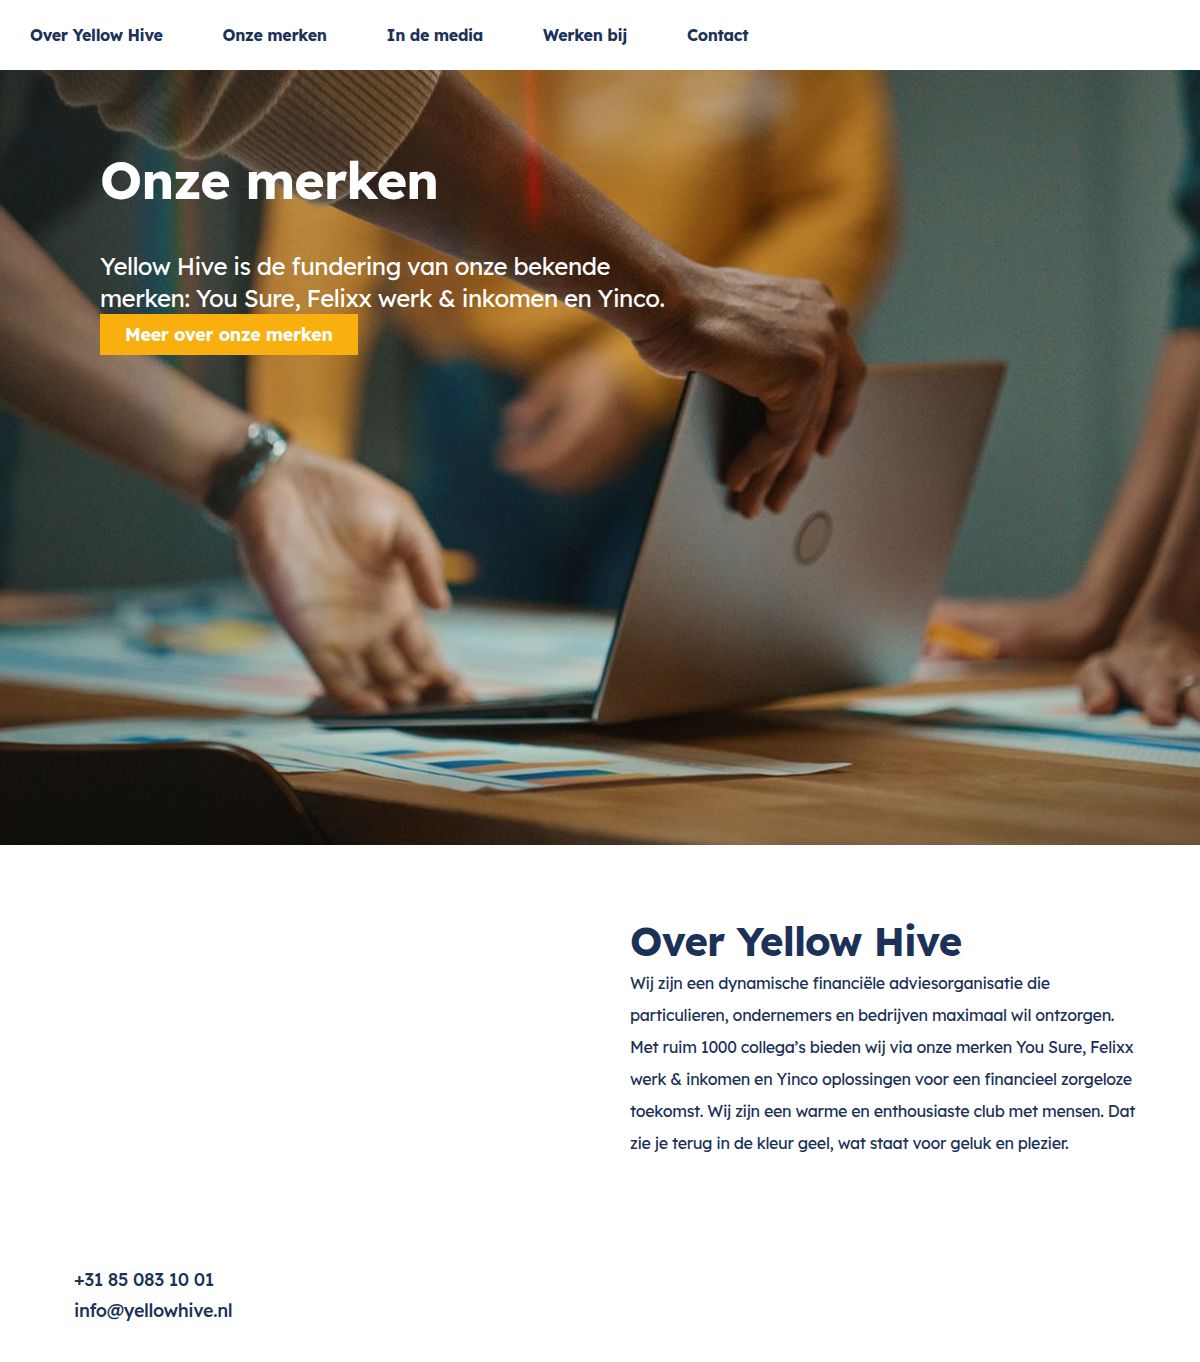 Over Yellow Hive
Onze merken
In de media
Werken bij
Contact
Onze merken
Yellow Hive is de fundering van onze bekende
merken: You Sure, Felixx werk & inkomen en Yinco.
Meer over onze merken
Over Yellow Hive
Wij zijn een dynamische financiële adviesorganisatie die
particulieren, ondernemers en bedrijven maximaal wil ontzorgen.
Met ruim 1000 collega’s bieden wij via onze merken You Sure, Felixx
werk & inkomen en Yinco oplossingen voor een financieel zorgeloze
toekomst. Wij zijn een warme en enthousiaste club met mensen. Dat
zie je terug in de kleur geel, wat staat voor geluk en plezier.
+31 85 083 10 01
info@yellowhive.nl